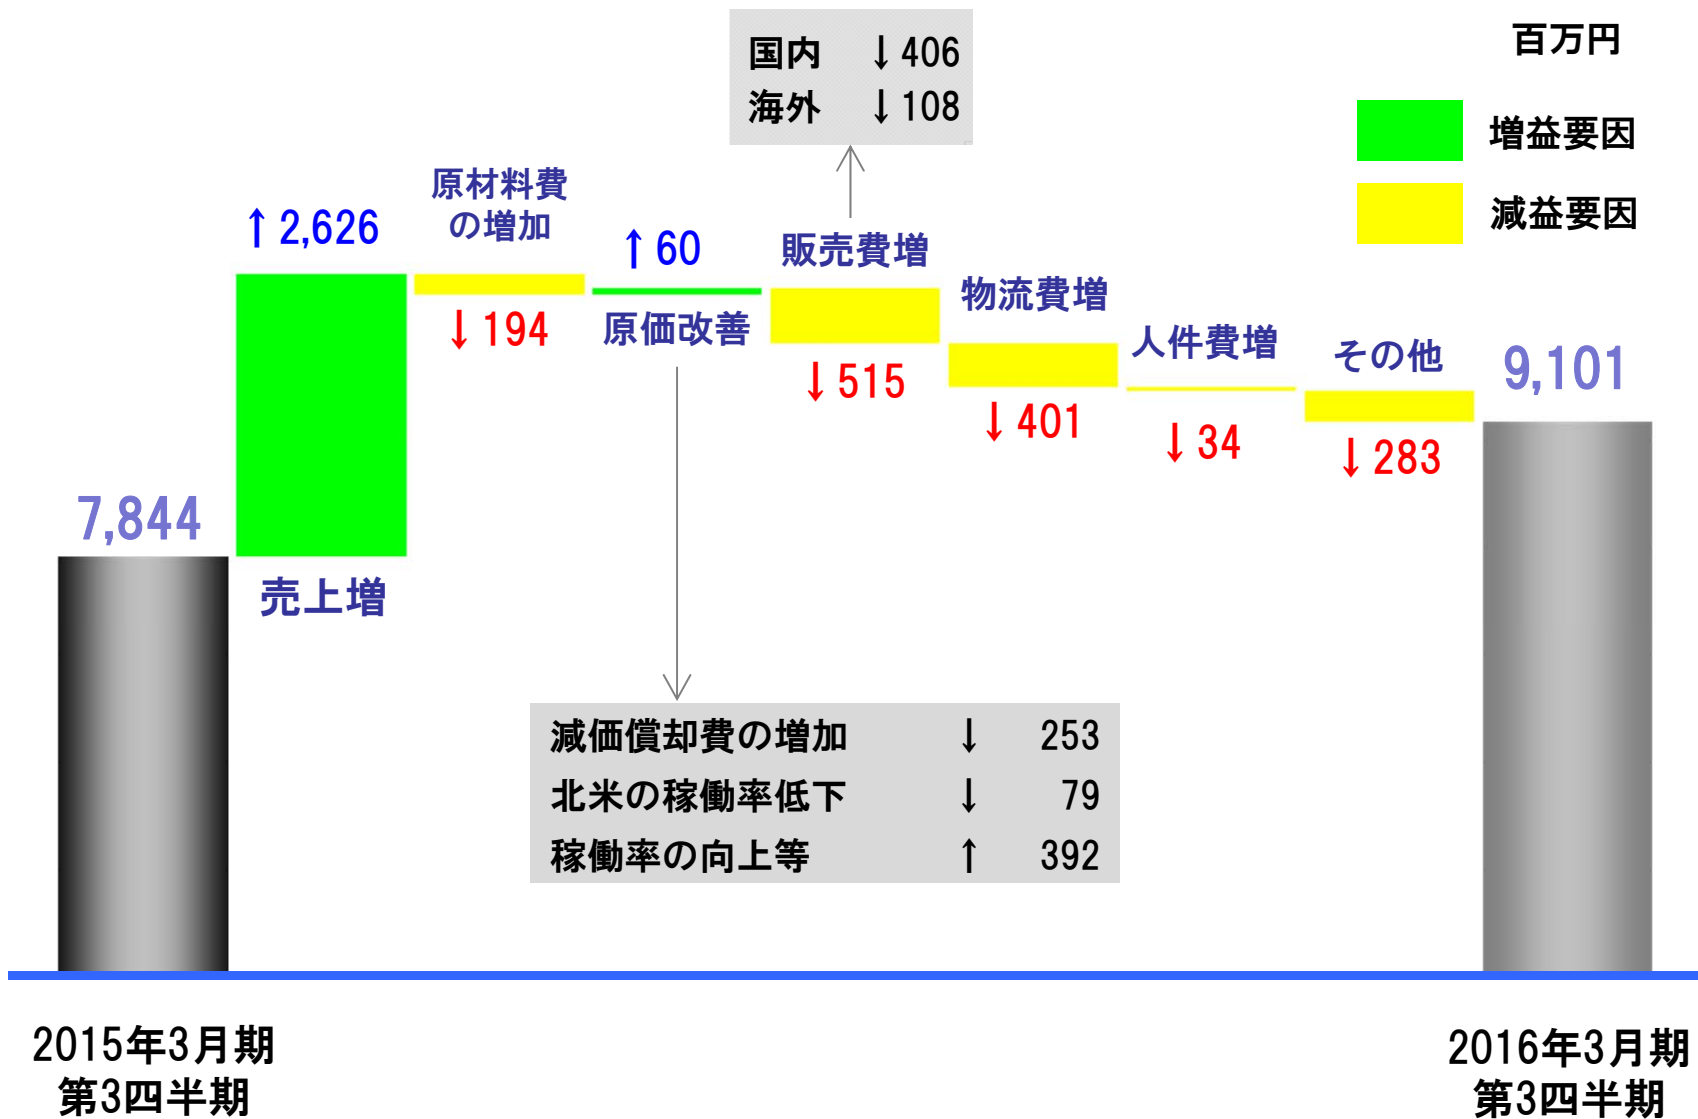 百万円
増益要因
減益要因
国内 ↓406
海外 ↓108
原材料費
の増加
↑2,626
↑60
販売費増
物流費増
↓194
原価改善
人件費増
その他
9,101
↓515
↓401
↓34
↓283
7,844
売上増
減価償却費の増加 ↓ 253
北米の稼働率低下 ↓ 79
稼働率の向上等 ↑ 392
2015年3月期
第3四半期
2016年3月期
第3四半期